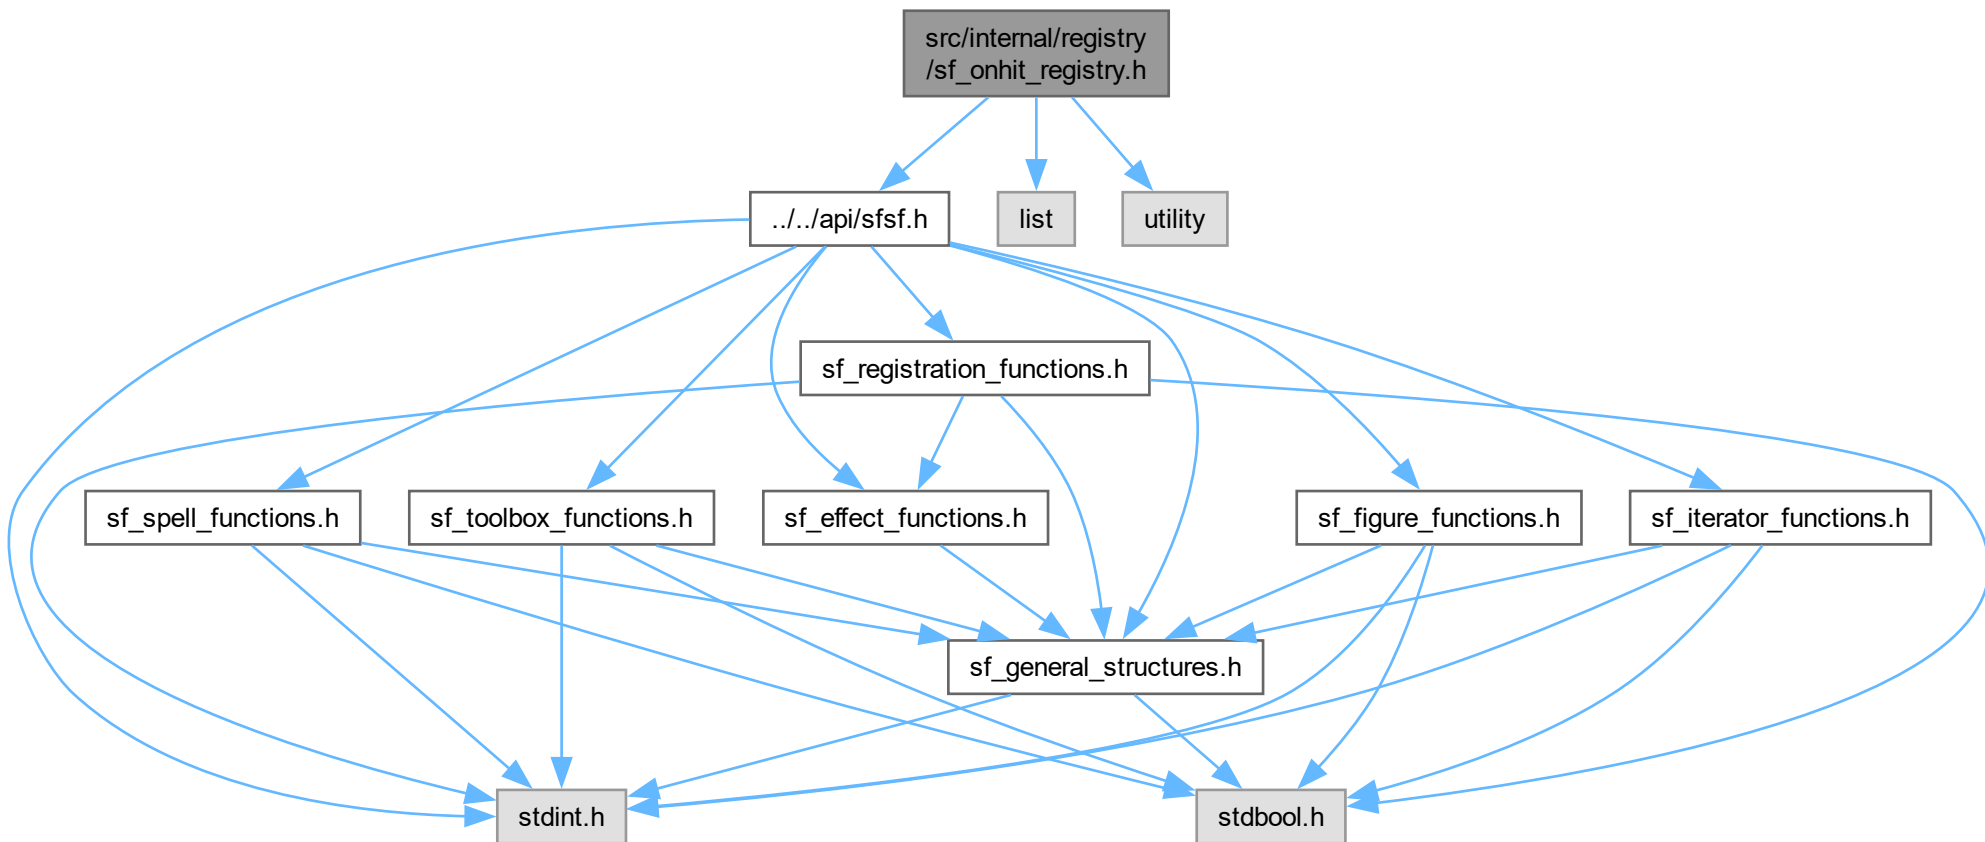 src/internal/registry
/sf_onhit_registry.h
../../api/sfsf.h
list
utility
sf_registration_functions.h
sf_spell_functions.h
sf_toolbox_functions.h
sf_effect_functions.h
sf_figure_functions.h
sf_iterator_functions.h
sf_general_structures.h
stdint.h
stdbool.h